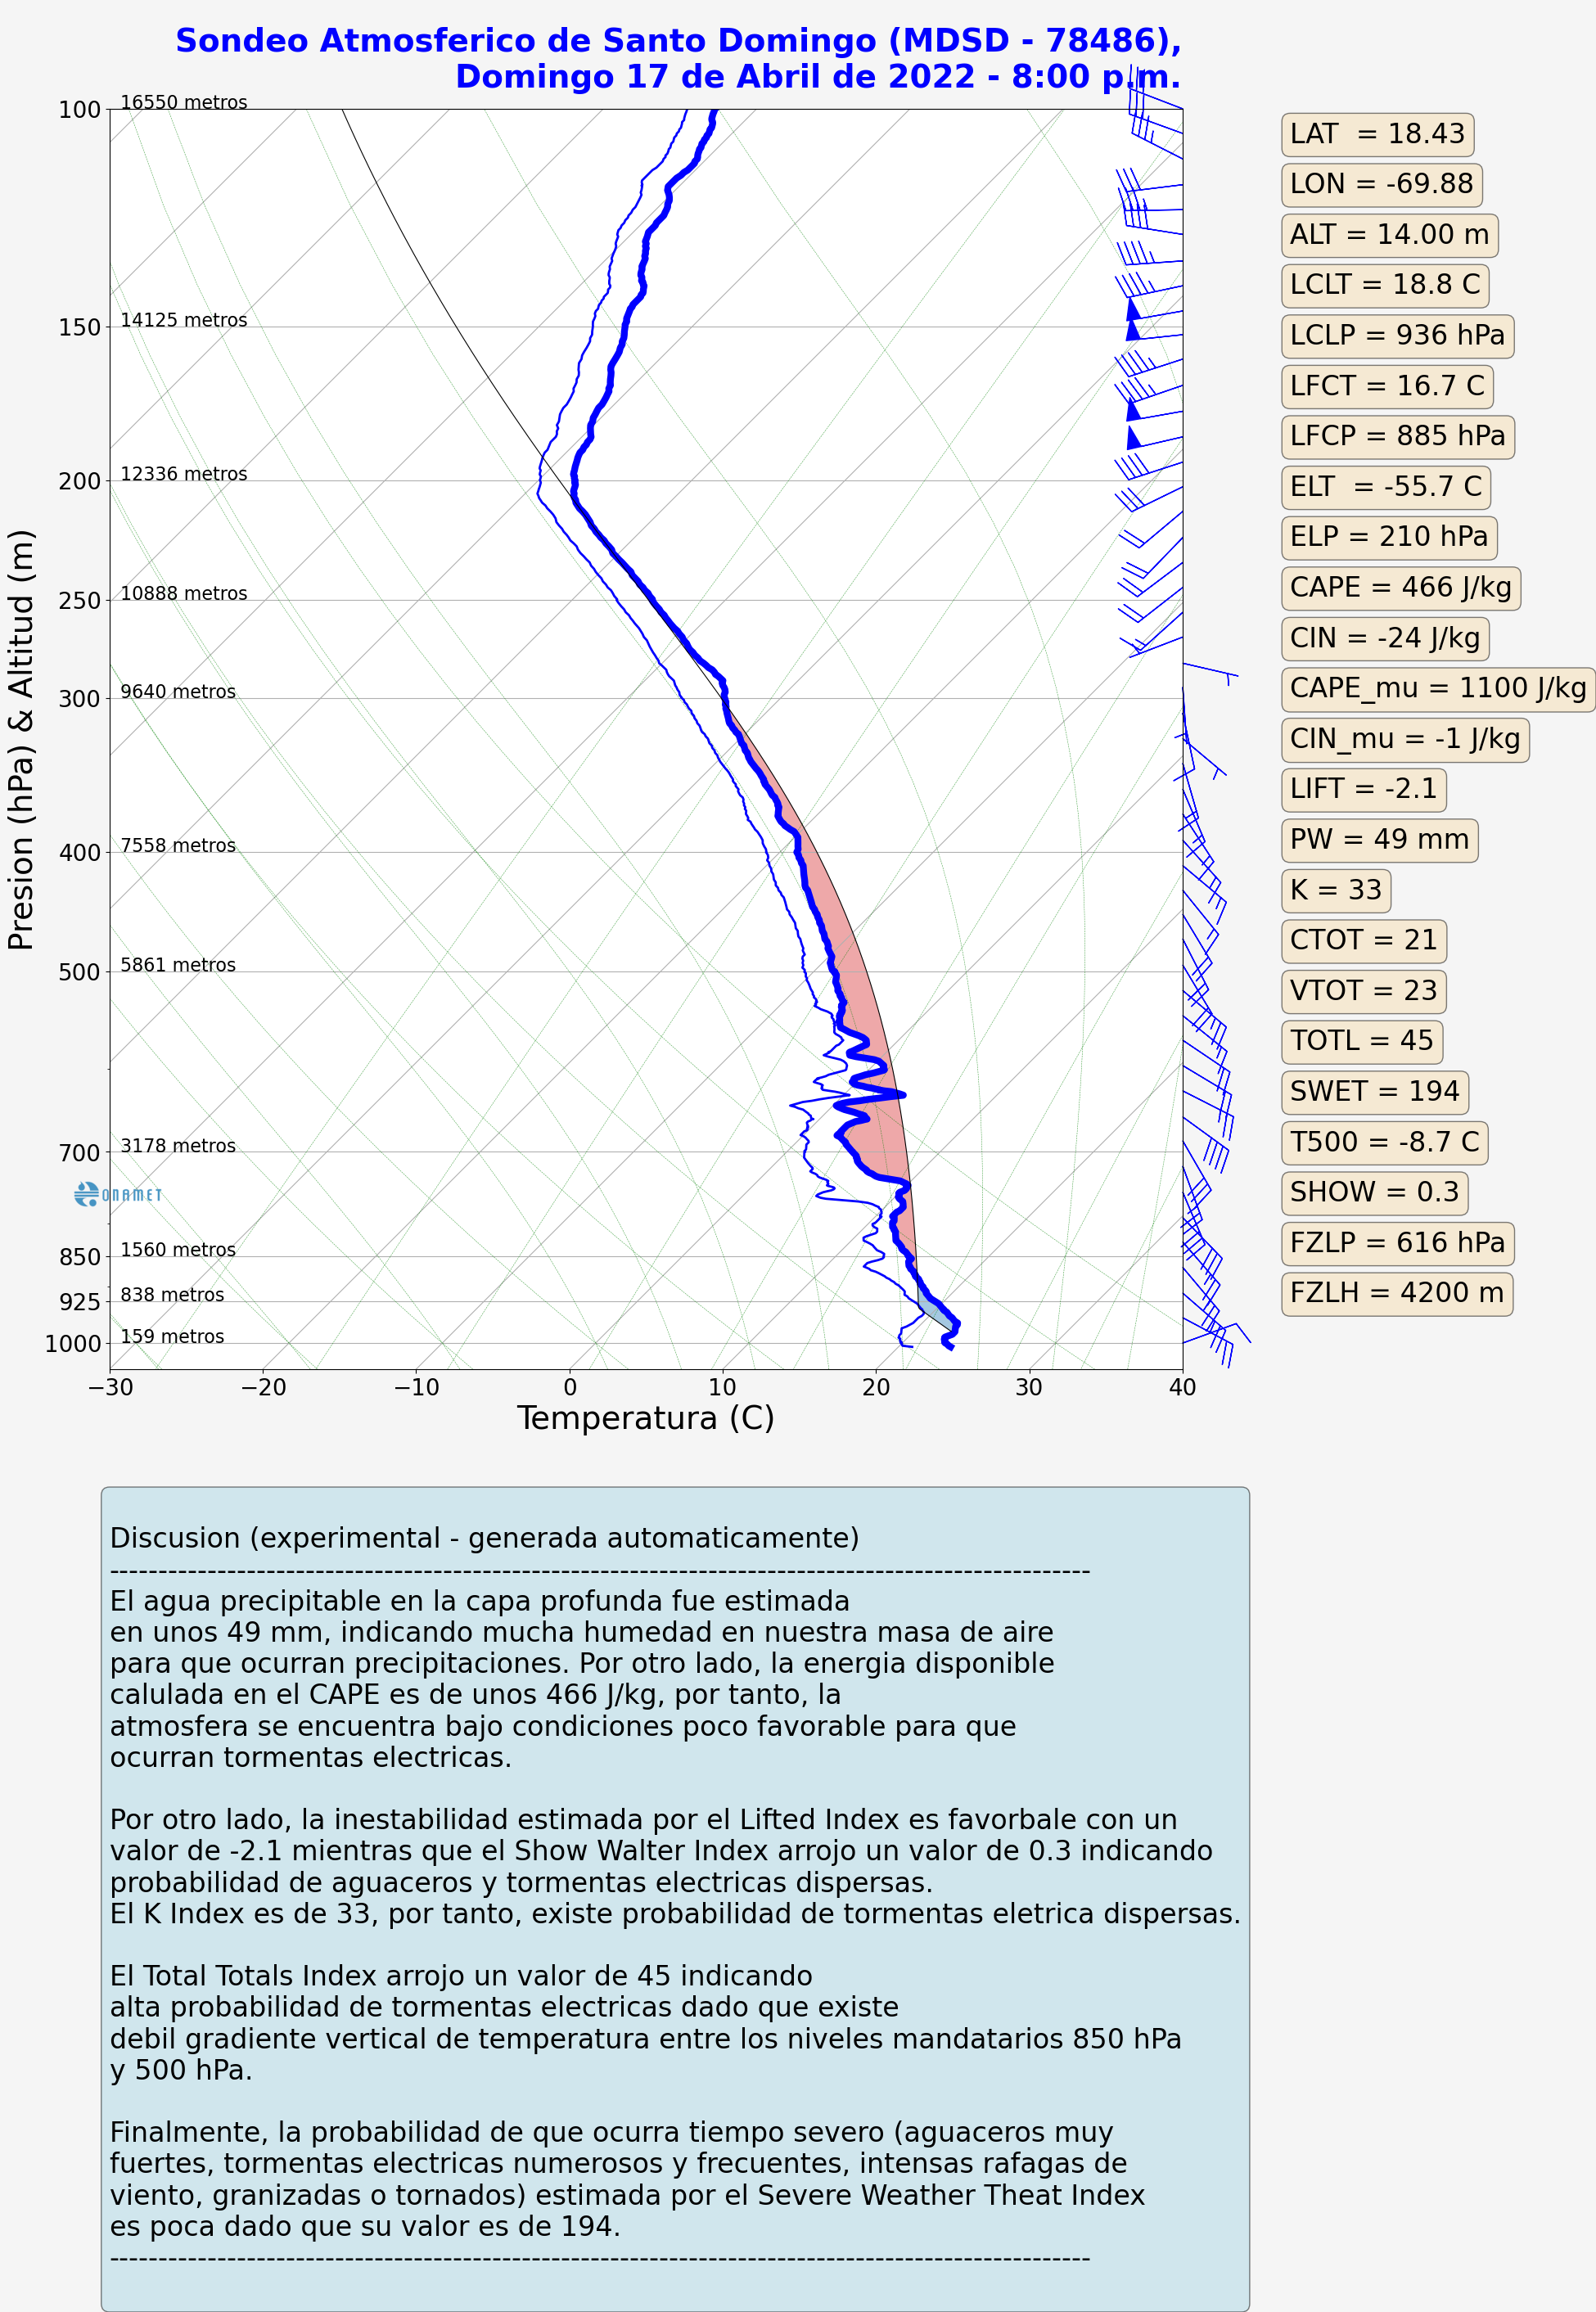 Sondeo Atmosferico de Santo Domingo (MDSD - 78486),
Domingo 17 de Abril de 2022 - 8:00 p.m.
Presion (hPa) & Altitud (m)
100
150
200
250
300
400
500
700
850
925
1000
16550 metros
14125 metros
12336 metros
10888 metros
9640 metros
7558 metros
5861 metros
3178 metros
1560 metros
838 metros
159 metros
ONAMET
−30
−20
−10
0
10
20
30
40
Temperatura (C)
LAT = 18.43
LON = -69.88
ALT = 14.00 m
LCLT = 18.8 C
LCLP = 936 hPa
LFCT = 16.7 C
LFCP = 885 hPa
ELT = -55.7 C
ELP = 210 hPa
CAPE = 466 J/kg
CIN = -24 J/kg
CAPE_mu = 1100 J/kg
CIN_mu = -1 J/kg
LIFT = -2.1
PW = 49 mm
K = 33
CTOT = 21
VTOT = 23
TOTL = 45
SWET = 194
T500 = -8.7 C
SHOW = 0.3
FZLP = 616 hPa
FZLH = 4200 m
Discusion (experimental - generada automaticamente)
----------------------------------------------------------------------------------------------------
El agua precipitable en la capa profunda fue estimada
en unos 49 mm, indicando mucha humedad en nuestra masa de aire
para que ocurran precipitaciones. Por otro lado, la energia disponible
calulada en el CAPE es de unos 466 J/kg, por tanto, la
atmosfera se encuentra bajo condiciones poco favorable para que
ocurran tormentas electricas.
Por otro lado, la inestabilidad estimada por el Lifted Index es favorbale con un
valor de -2.1 mientras que el Show Walter Index arrojo un valor de 0.3 indicando
probabilidad de aguaceros y tormentas electricas dispersas.
El K Index es de 33, por tanto, existe probabilidad de tormentas eletrica dispersas.
El Total Totals Index arrojo un valor de 45 indicando
alta probabilidad de tormentas electricas dado que existe
debil gradiente vertical de temperatura entre los niveles mandatarios 850 hPa
y 500 hPa.
Finalmente, la probabilidad de que ocurra tiempo severo (aguaceros muy
fuertes, tormentas electricas numerosos y frecuentes, intensas rafagas de
viento, granizadas o tornados) estimada por el Severe Weather Theat Index
es poca dado que su valor es de 194.
----------------------------------------------------------------------------------------------------